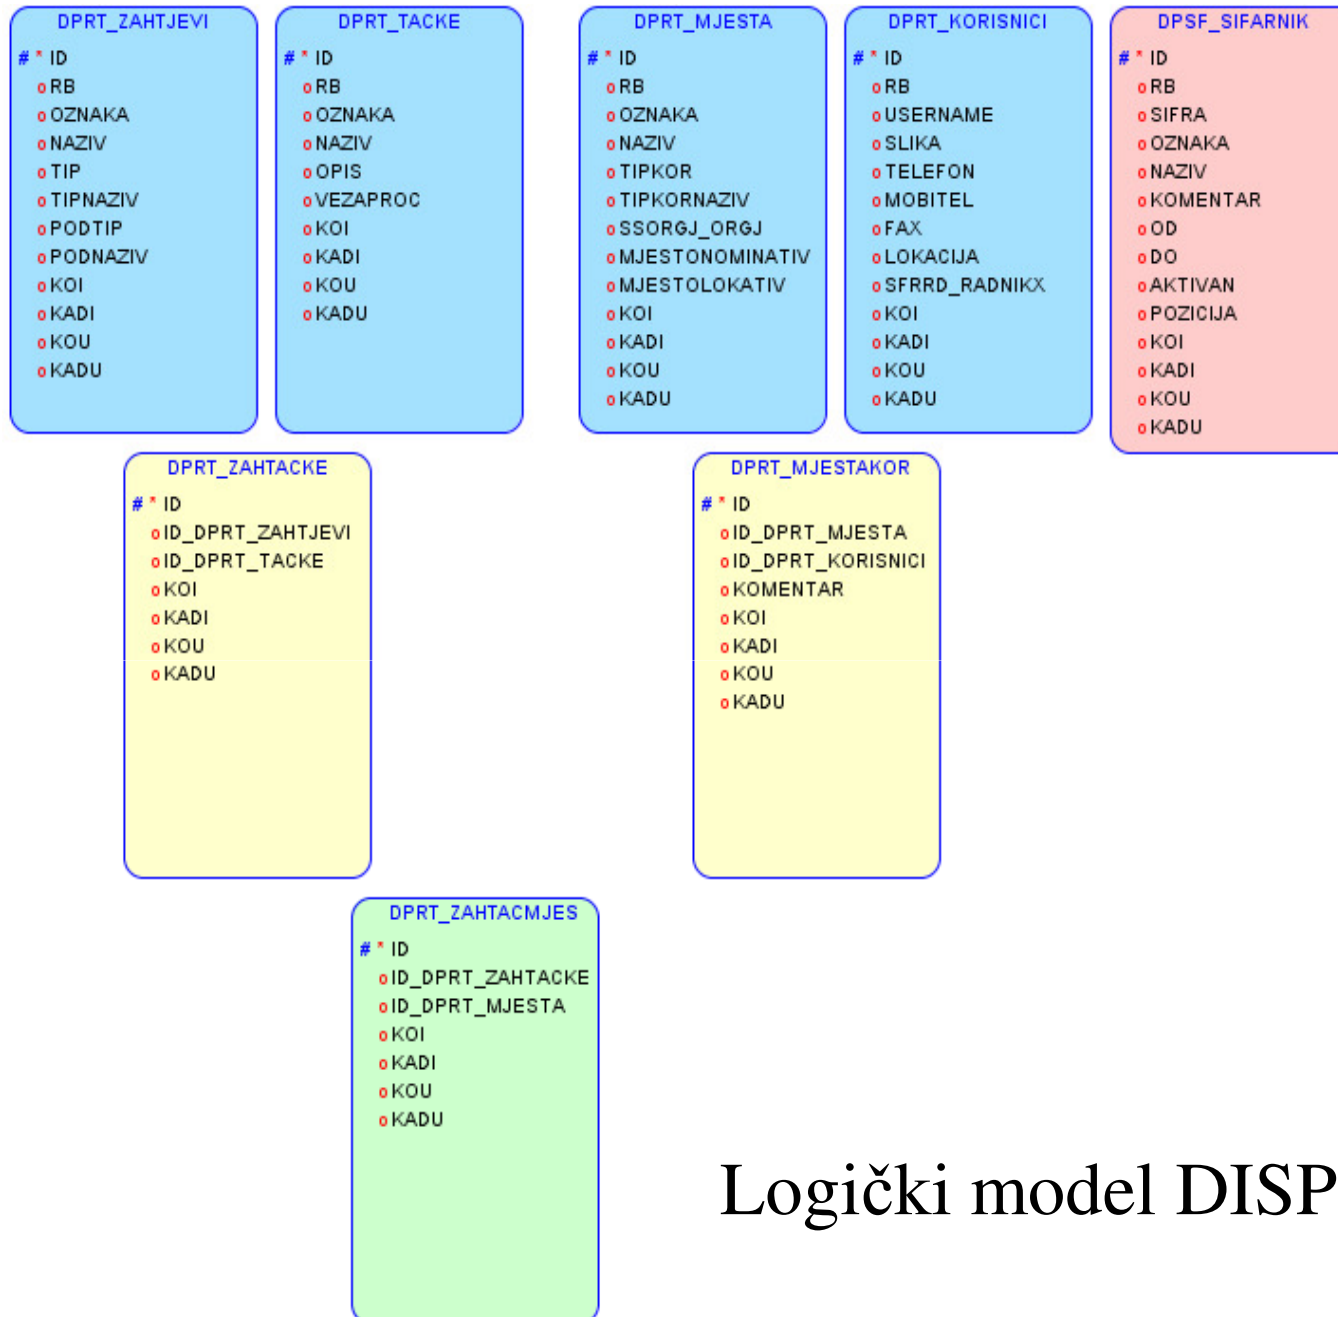 DPRT_ZAHTJEVI
# * ID
o RB
o OZNAKA
o NAZIV
o TIP
o TIPNAZIV
o PODTIP
o PODNAZIV
o KOI
o KADI
o KOU
o KADU
DPRT_TACKE
# * ID
o RB
o OZNAKA
o NAZIV
o OPIS
o VEZAPROC
o KOI
o KADI
o KOU
o KADU
DPRT_MJESTA
# * ID
o RB
o OZNAKA
o NAZIV
o TIPKOR
o TIPKORNAZIV
o SSORGJ_ORGJ
o MJESTONOMINATIV
o MJESTOLOKATIV
o KOI
o KADI
o KOU
o KADU
DPRT_KORISNICI
# * ID
o RB
o USERNAME
o SLIKA
o TELEFON
o MOBITEL
o FAX
o LOKACIJA
o SFRRD_RADNIKX
o KOI
o KADI
o KOU
o KADU
DPSF_SIFARNIK
# * ID
o RB
o SIFRA
o OZNAKA
o NAZIV
o KOMENTAR
o OD
o DO
o AKTIVAN
o POZICIJA
o KOI
o KADI
o KOU
o KADU
DPRT_ZAHTACKE
# * ID
o ID_DPRT_ZAHTJEVI
o ID_DPRT_TACKE
o KOI
o KADI
o KOU
o KADU
DPRT_MJESTAKOR
# * ID
o ID_DPRT_MJESTA
o ID_DPRT_KORISNICI
o KOMENTAR
o KOI
o KADI
o KOU
o KADU
DPRT_ZAHTACMJES
# * ID
o ID_DPRT_ZAHTACKE
o ID_DPRT_MJESTA
o KOI
o KADI
o KOU
o KADU
Logički model DISP